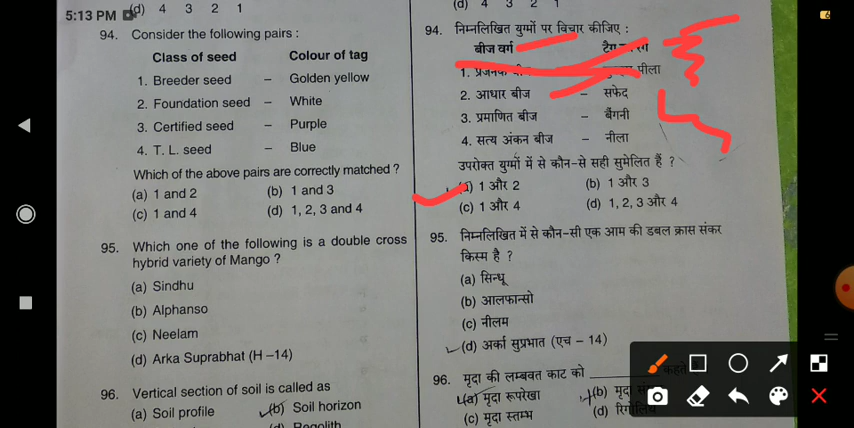 5:13 PM
(d) 4 3 2 1
94. Consider the following pairs :
Class of seed Colour of tag
1. Breeder seed – Golden yellow
2. Foundation seed – White
3. Certified seed – Purple
4. T. L. seed – Blue
Which of the above pairs are correctly matched ?
(a) 1 and 2 (b) 1 and 3
(c) 1 and 4 (d) 1, 2, 3 and 4
95. Which one of the following is a double cross
hybrid variety of Mango ?
(a) Sindhu
(b) Alphanso
(c) Neelam
(d) Arka Suprabhat (H –14)
96. Vertical section of soil is called as
(a) Soil profile (b) Soil horizon
(d) Regolith
(d) 4 3 2 1
94. निम्नलिखित युग्मों पर विचार कीजिए :
बीज वर्ग
1. प्रजनक पीला
2. आधार बीज – सफेद
3. प्रमाणित बीज – बैंगनी
4. सत्य अंकन बीज – नीला
उपरोक्त युग्मों में से कौन-से सही सुमेलित हैं ?
(a) 1 और 2 (b) 1 और 3
(c) 1 और 4 (d) 1, 2, 3 और 4
95. निम्नलिखित में से कौन-सी एक आम की डबल क्रास संकर
किस्म है ?
(a) सिन्धू
(b) आलफान्सो
(c) नीलम
(d) अर्का सुप्रभात (एच – 14)
96. मृदा की लम्बवत काट को
(a) मृदा रूपरेखा (b) मृदा
(c) मृदा स्तम्भ (d)